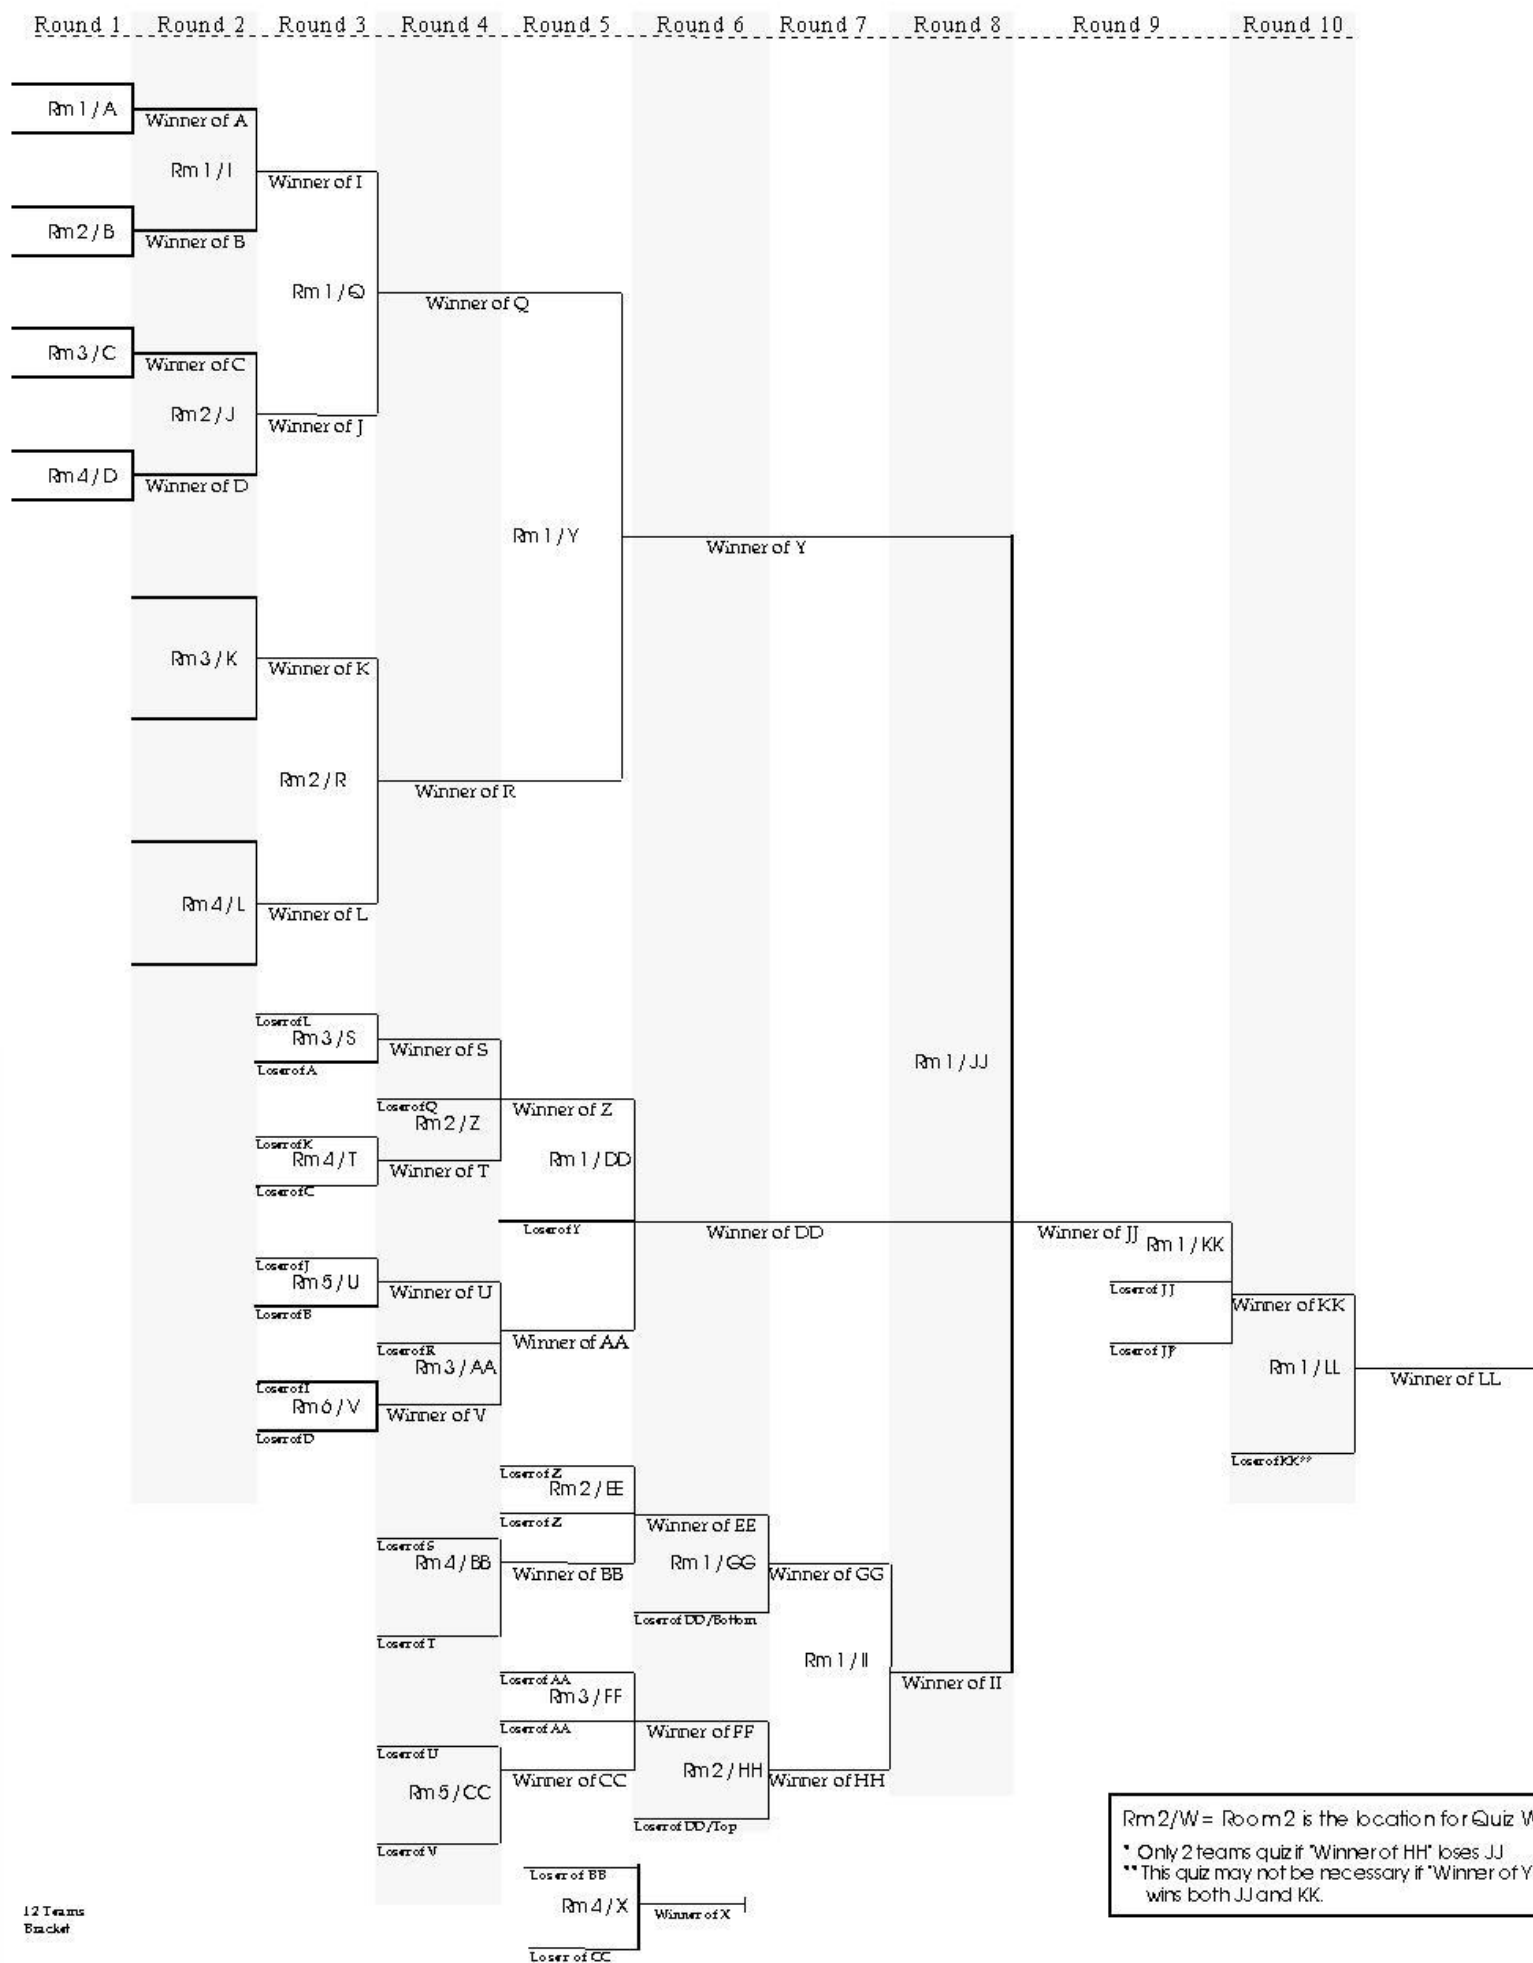 Round 1 Round 2 Round 3 Round 4 Round 5 Round 6 Round 7 Round 8 Round 9 Round 10
Rm 1 / A
Winner of A
Rm 1 / I
Winner of I
Rm 2 / B
Winner of B
Rm 1 / Q
Winner of Q
Rm 3 / C
Winner of C
Rm 2 / J
Winner of J
Rm 4 / D
Winner of D
Rm 1 / Y
Winner of Y
Rm 3 / K
Winner of K
Rm 2 / R
Winner of R
Rm 4 / L
Winner of L
Loser of L
Rm 3 / S
Winner of S
Loser of A
Rm 1 / JJ
Loser of Q
Winner of Z
Rm 2 / Z
Loser of K
Rm 4 / T
Winner of T
Rm 1 / DD
Loser of C
Loser of Y
Winner of DD
Winner of JJ
Rm 1 / KK
Loser of J
Rm 5 / U
Winner of U
Loser of JJ
Loser of B
Winner of KK
Loser of R
Winner of AA
Loser of JJ*
Rm 3 / AA
Rm 1 / LL
Winner of LL
Loser of I
Rm 6 / V
Winner of V
Loser of D
Loser of KK**
Loser of Z
Rm 2 / EE
Loser of Z
Winner of EE
Loser of S
Rm 4 / BB
Winner of BB
Rm 1 / GG
Winner of GG
Loser of DD/Bottom
Loser of T
Rm 1 / II
Winner of II
Loser of AA
Rm 3 / FF
Loser of AA
Winner of FF
Loser of U
Rm 5 / CC
Winner of CC
Rm 2 / HH
Winner of HH
Loser of DD/Top
Loser of V
Loser of BB
Rm 4 / X
Winner of X
Loser of CC
Rm 2/W = Room 2 is the location for Quiz W
* Only 2 teams quiz if "Winner of HH" loses JJ
** This quiz may not be necessary if "Winner of Y
wins both JJ and KK.
12 Teams
Bracket